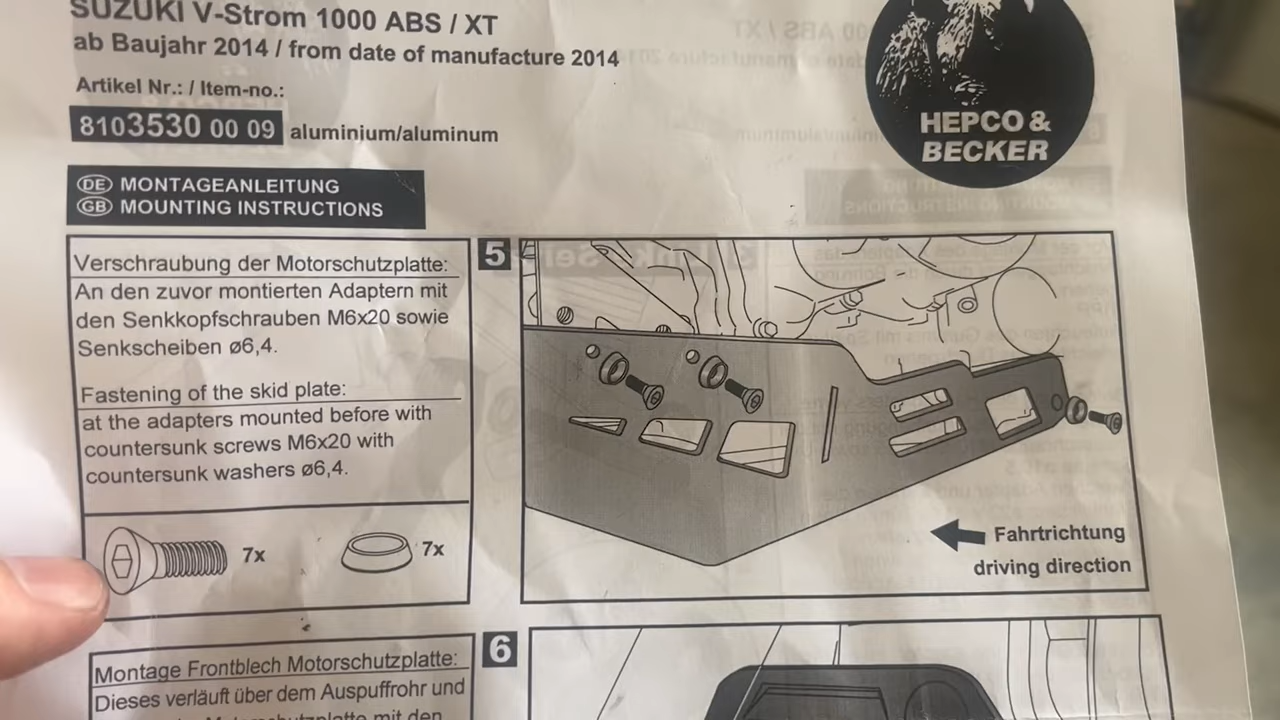 SUZUKI V-Strom 1000 ABS / XT
ab Baujahr 2014 / from date of manufacture 2014
Artikel Nr.: / Item-no.:
8103530 00 09 aluminium/aluminum
HEPCO &
BECKER
DE MONTAGEANLEITUNG
GB MOUNTING INSTRUCTIONS
Verschraubung der Motorschutzplatte:
An den zuvor montierten Adaptern mit
den Senkkopfschrauben M6x20 sowie
Senkscheiben ø6,4.
Fastening of the skid plate:
at the adapters mounted before with
countersunk screws M6x20 with
countersunk washers ø6,4.
7x
7x
5
Fahrtrichtung
driving direction
Montage Frontblech Motorschutzplatte:
Dieses verläuft über dem Auspuffrohr und
Motorschutzplatte mit den
6